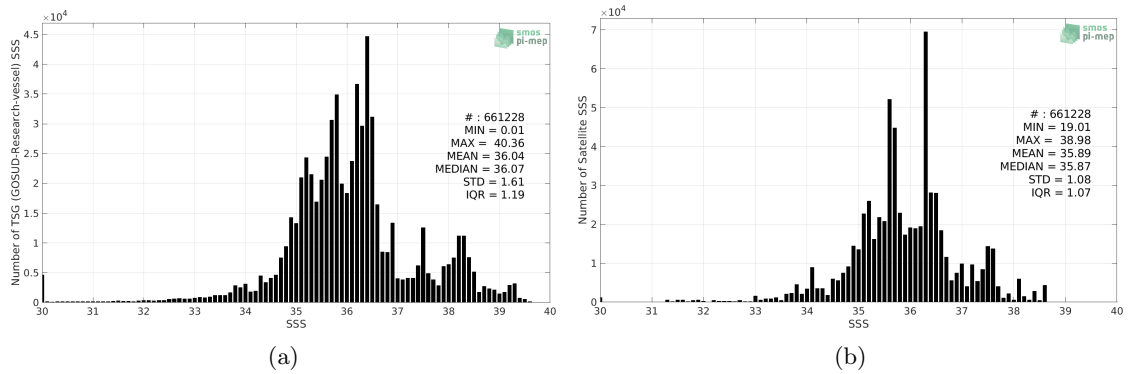 ×10⁴
4.5
4
3.5
3
2.5
2
1.5
1
0.5
0
Number of TSG (GOSUD-Research-vessel) SSS
smos
pi-mep
# : 661228
MIN = 0.01
MAX = 40.36
MEAN = 36.04
MEDIAN = 36.07
STD = 1.61
IQR = 1.19
30 31 32 33 34 35 36 37 38 39 40
SSS
(a)
×10⁴
7
6
5
4
3
2
1
0
Number of Satellite SSS
smos
pi-mep
# : 661228
MIN = 19.01
MAX = 38.98
MEAN = 35.89
MEDIAN = 35.87
STD = 1.08
IQR = 1.07
30 31 32 33 34 35 36 37 38 39 40
SSS
(b)